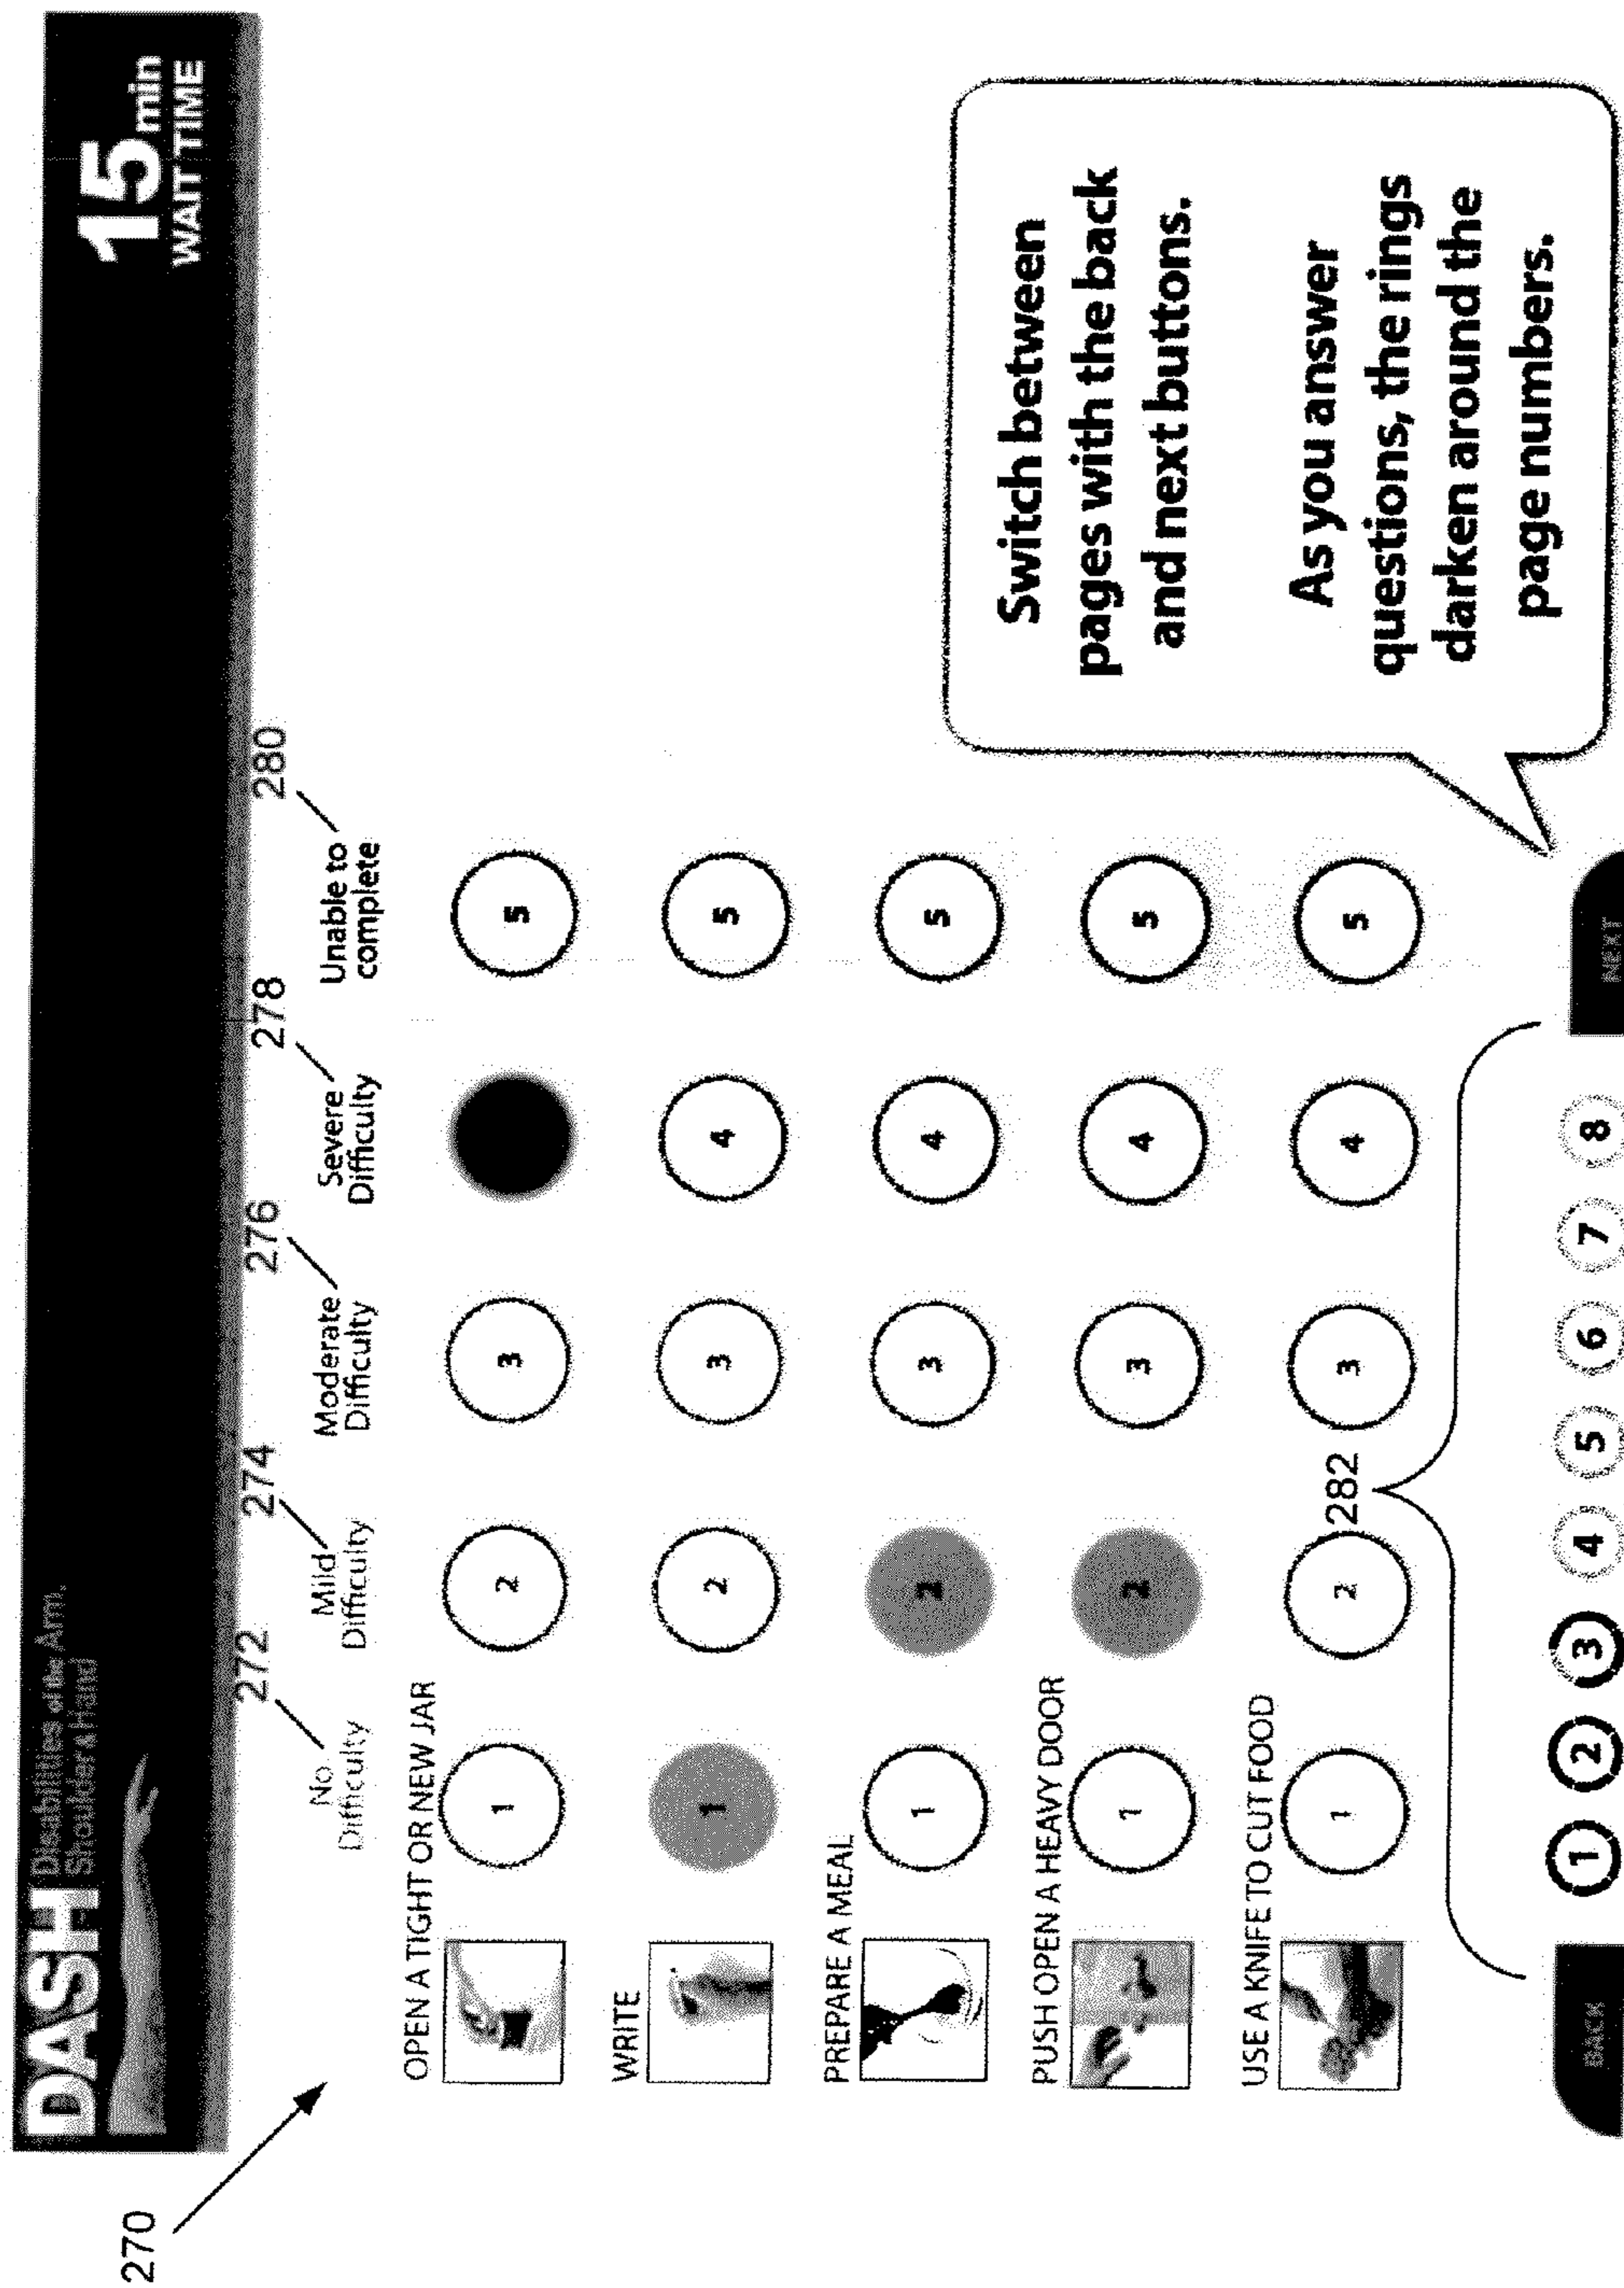 270
DASH
Disabilities of the Arm,
Shoulder & Hand
15 min
WAIT TIME
272
274
276
278
280
No
Difficulty
Mild
Difficulty
Moderate
Difficulty
Severe
Difficulty
Unable to
complete
OPEN A TIGHT OR NEW JAR
1 2 3 5
WRITE
1 2 3 4 5
PREPARE A MEAL
1 2 3 4 5
PUSH OPEN A HEAVY DOOR
1 2 3 4 5
USE A KNIFE TO CUT FOOD
1 2 3 4 5
282
Switch between
pages with the back
and next buttons.
As you answer
questions, the rings
darken around the
page numbers.
BACK
1 2 3 4 5 6 7 8
NEXT